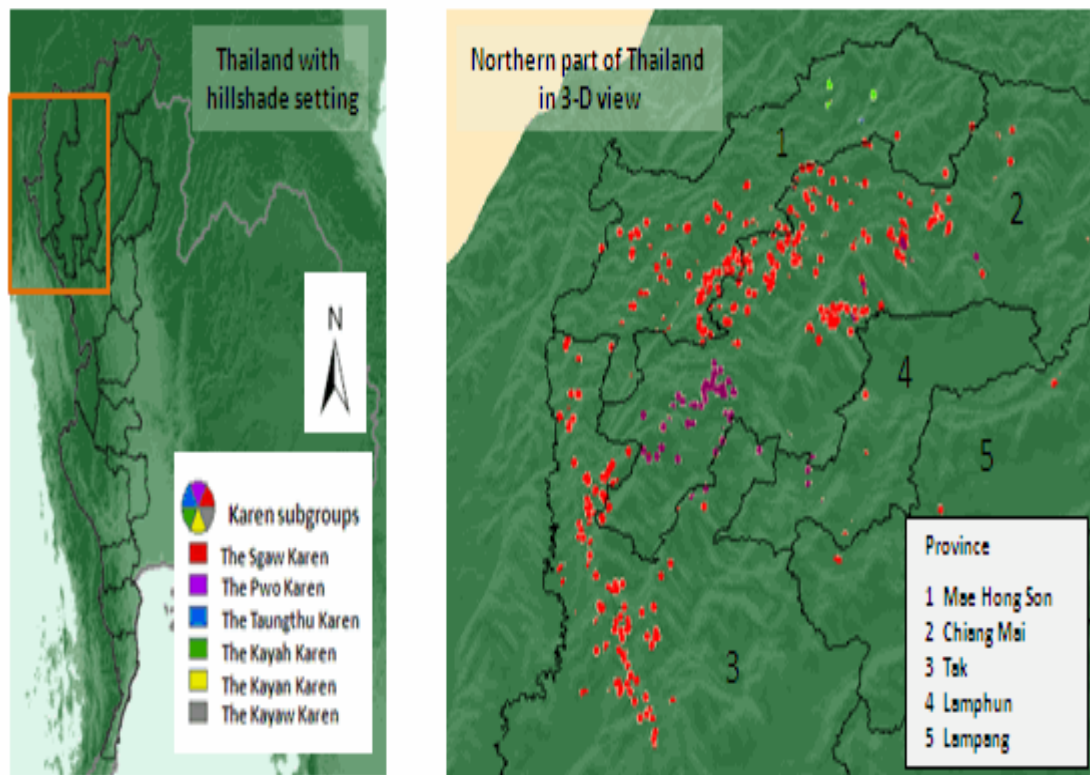 Thailand with
hillshade setting
N
Karen subgroups
The Sgaw Karen
The Pwo Karen
The Taungthu Karen
The Kayah Karen
The Kayan Karen
The Kayaw Karen
Northern part of Thailand
in 3-D view
1
2
4
5
3
Province
1 Mae Hong Son
2 Chiang Mai
3 Tak
4 Lamphun
5 Lampang